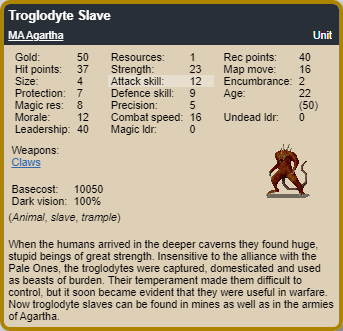 Troglodyte Slave
MA Agartha Unit
Gold: 50 Resources: 1 Rec points: 40
Hit points: 37 Strength: 23 Map move: 16
Size: 4 Attack skill: 12 Encumbrance: 2
Protection: 7 Defence skill: 9 Age: 22
Magic res: 8 Precision: 5 (50)
Morale: 12 Combat speed: 16 Undead ldr: 0
Leadership: 40 Magic ldr: 0
Weapons:
Claws
Basecost: 10050
Dark vision: 100%
(Animal, slave, trample)
When the humans arrived in the deeper caverns they found huge,
stupid beings of great strength. Insensitive to the alliance with the
Pale Ones, the troglodytes were captured, domesticated and used
as beasts of burden. Their temperament made them difficult to
control, but it soon became evident that they were useful in warfare.
Now troglodyte slaves can be found in mines as well as in the armies
of Agartha.